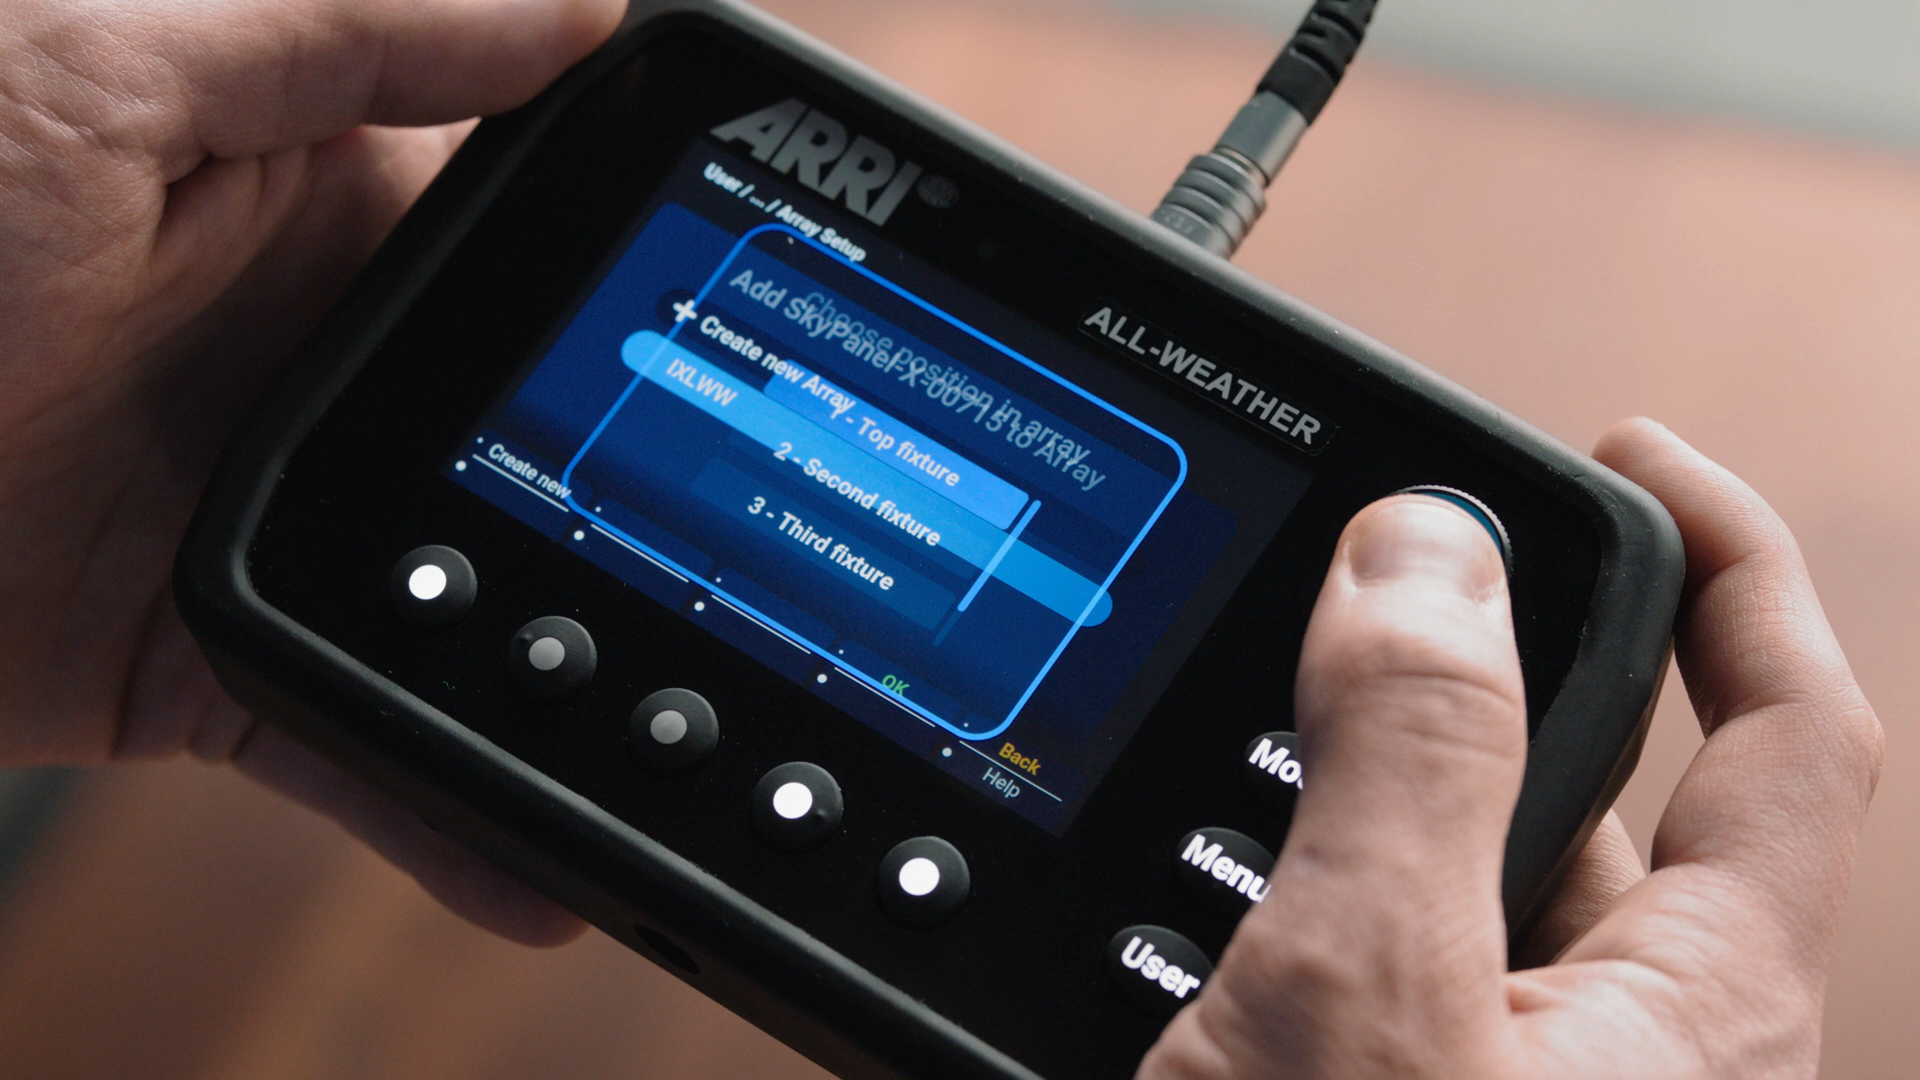 ARRI
User / ... / Array Setup
ALL-WEATHER
Add SkyPanel X-00715 to Array
Choose position in array
+ Create new Array
IXLWW
1 - Top fixture
2 - Second fixture
3 - Third fixture
Create new
OK
Back
Help
Menu
User